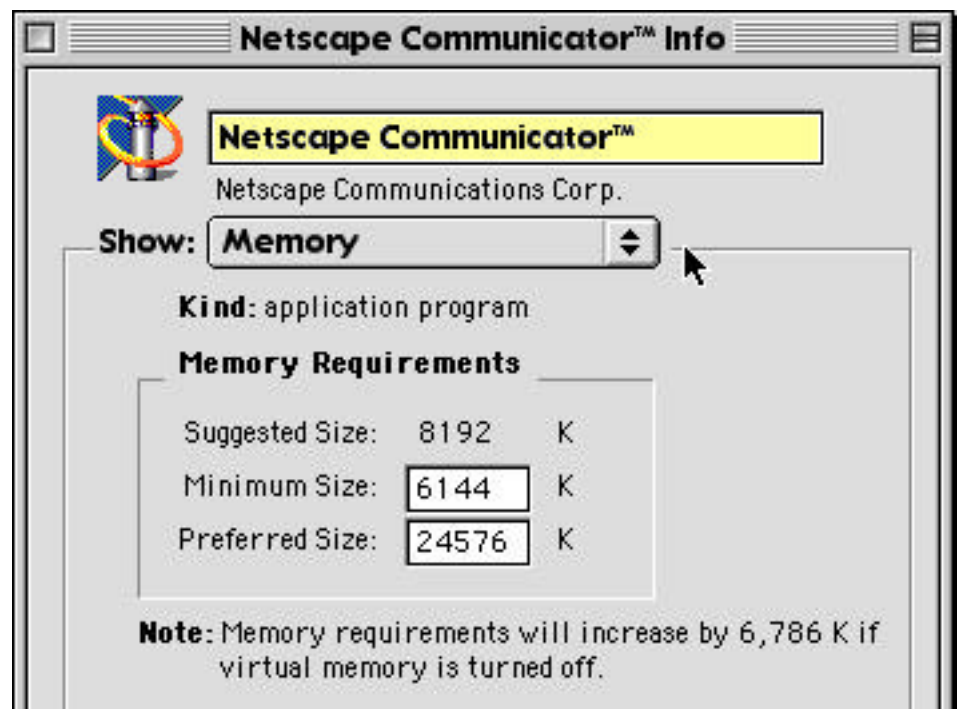 Netscape Communicator™ Info
Netscape Communicator™
Netscape Communications Corp.
Show: Memory
Kind: application program
Memory Requirements
Suggested Size: 8192 K
Minimum Size: 6144 K
Preferred Size: 24576 K
Note: Memory requirements will increase by 6,786 K if
virtual memory is turned off.